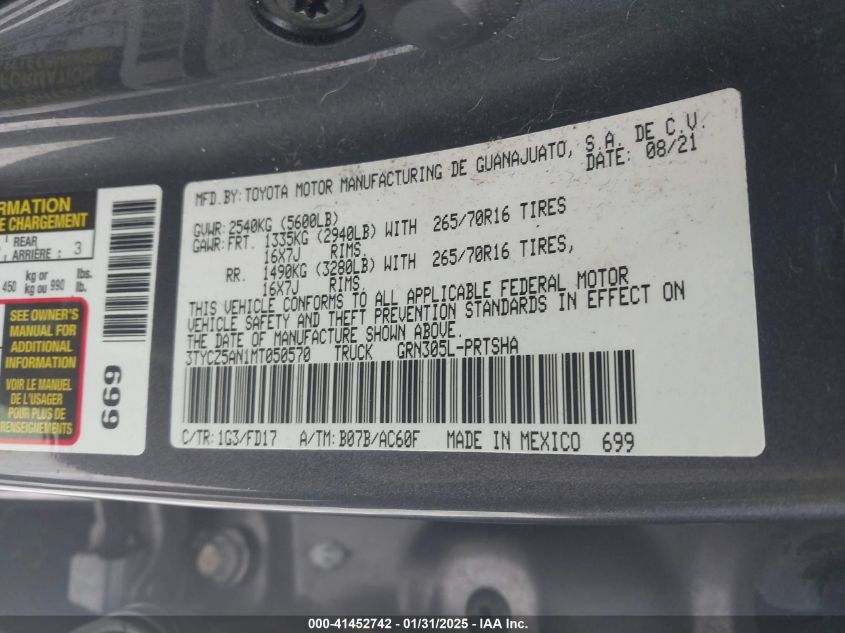 MFD.BY: TOYOTA MOTOR MANUFACTURING DE GUANAJUATO, S.A. DE C.V.
DATE: 08/21
GVWR: 2540KG (5600LB)
GAWR: FRT. 1335KG (2940LB) WITH 265/70R16 TIRES
16X7J RIMS,
RR. 1490KG (3280LB) WITH 265/70R16 TIRES,
16X7J RIMS,
THIS VEHICLE CONFORMS TO ALL APPLICABLE FEDERAL MOTOR
VEHICLE SAFETY AND THEFT PREVENTION STANDARDS IN EFFECT ON
THE DATE OF MANUFACTURE SHOWN ABOVE.
3TYCZ5AN1MT050570 TRUCK GRN305L-PRTSHA
C/TR: 1G3/FD17 A/TM: B07B/AC60F MADE IN MEXICO 699
RMATION
E CHARGEMENT
REAR 3
ARRIÈRE :
450 kg or 990 lbs.
kg ou lb.
SEE OWNER'S
MANUAL FOR
ADDITIONAL
INFORMATION
VOIR LE MANUEL
DE L'USAGER
POUR PLUS DE
RENSEIGNEMENTS
699
000-41452742 / 01/31/2025 - IAA Inc.